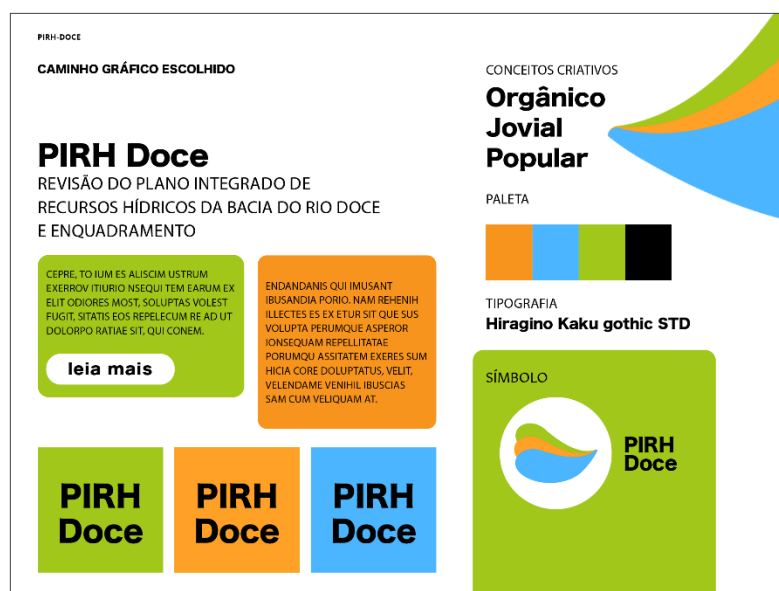 PIRH-DOCE
CAMINHO GRÁFICO ESCOLHIDO
PIRH Doce
REVISÃO DO PLANO INTEGRADO DE
RECURSOS HÍDRICOS DA BACIA DO RIO DOCE
E ENQUADRAMENTO
CEPRE, TO IUM ES ALISCIM USTRUM
EXERROV ITIURIO NSEQUI TEM EARUM EX
ELIT ODIORES MOST, SOLUPTAS VOLEST
FUGIT, SITATIS EOS REPELECUM RE AD UT
DOLORPO RATIAE SIT, QUI CONEM.
leia mais
ENDANDANIS QUI IMUSANT
IBUSANDIA PORIO. NAM REHENIH
ILLECTES ES EX ETUR SIT QUE SUS
VOLUPTA PERUMQUE ASPEROR
IONSEQUAM REPELLITATAE
PORUMQU ASSITATEM EXERES SUM
HICIA CORE DOLUPTATUS, VELIT,
VELENDAME VENIHIL IBUSCIAS
SAM CUM VELIQUAM AT.
PIRH
Doce
PIRH
Doce
PIRH
Doce
CONCEITOS CRIATIVOS
Orgânico
Jovial
Popular
PALETA
TIPOGRAFIA
Hiragino Kaku gothic STD
SÍMBOLO
PIRH
Doce